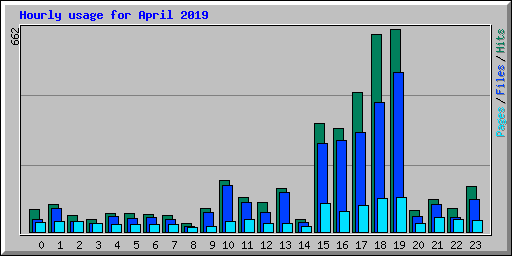 Hourly usage for April 2019
662
Pages / Files / Hits
0 1 2 3 4 5 6 7 8 9 10 11 12 13 14 15 16 17 18 19 20 21 22 23